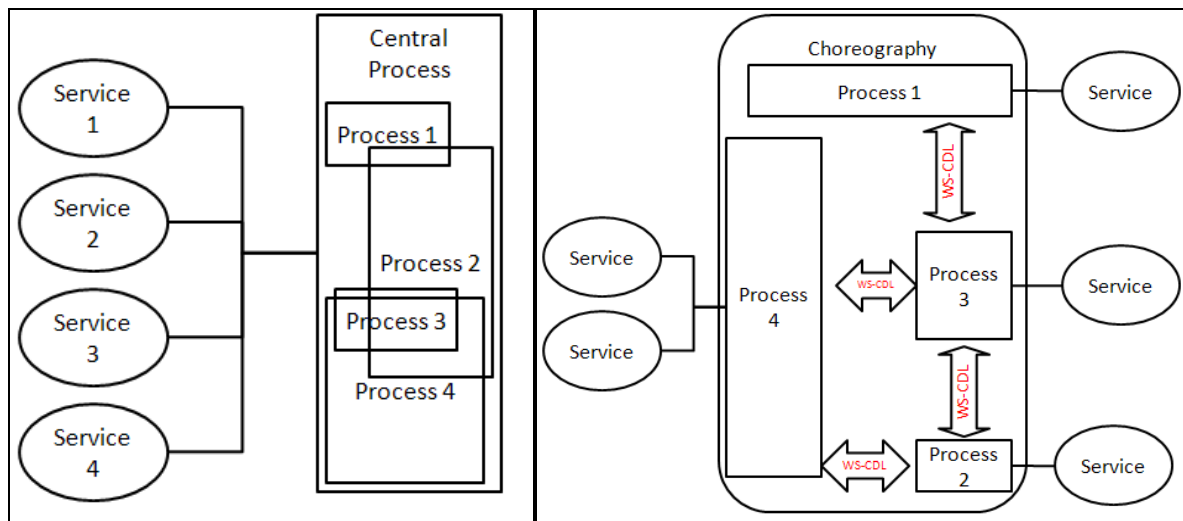 Central
Process
Service
1
Service
2
Service
3
Service
4
Process 1
Process 2
Process 3
Process 4
Choreography
Process 1
Service
WS-CDL
Service
Service
Process
4
WS-CDL
Process
3
Service
WS-CDL
WS-CDL
Process
2
Service